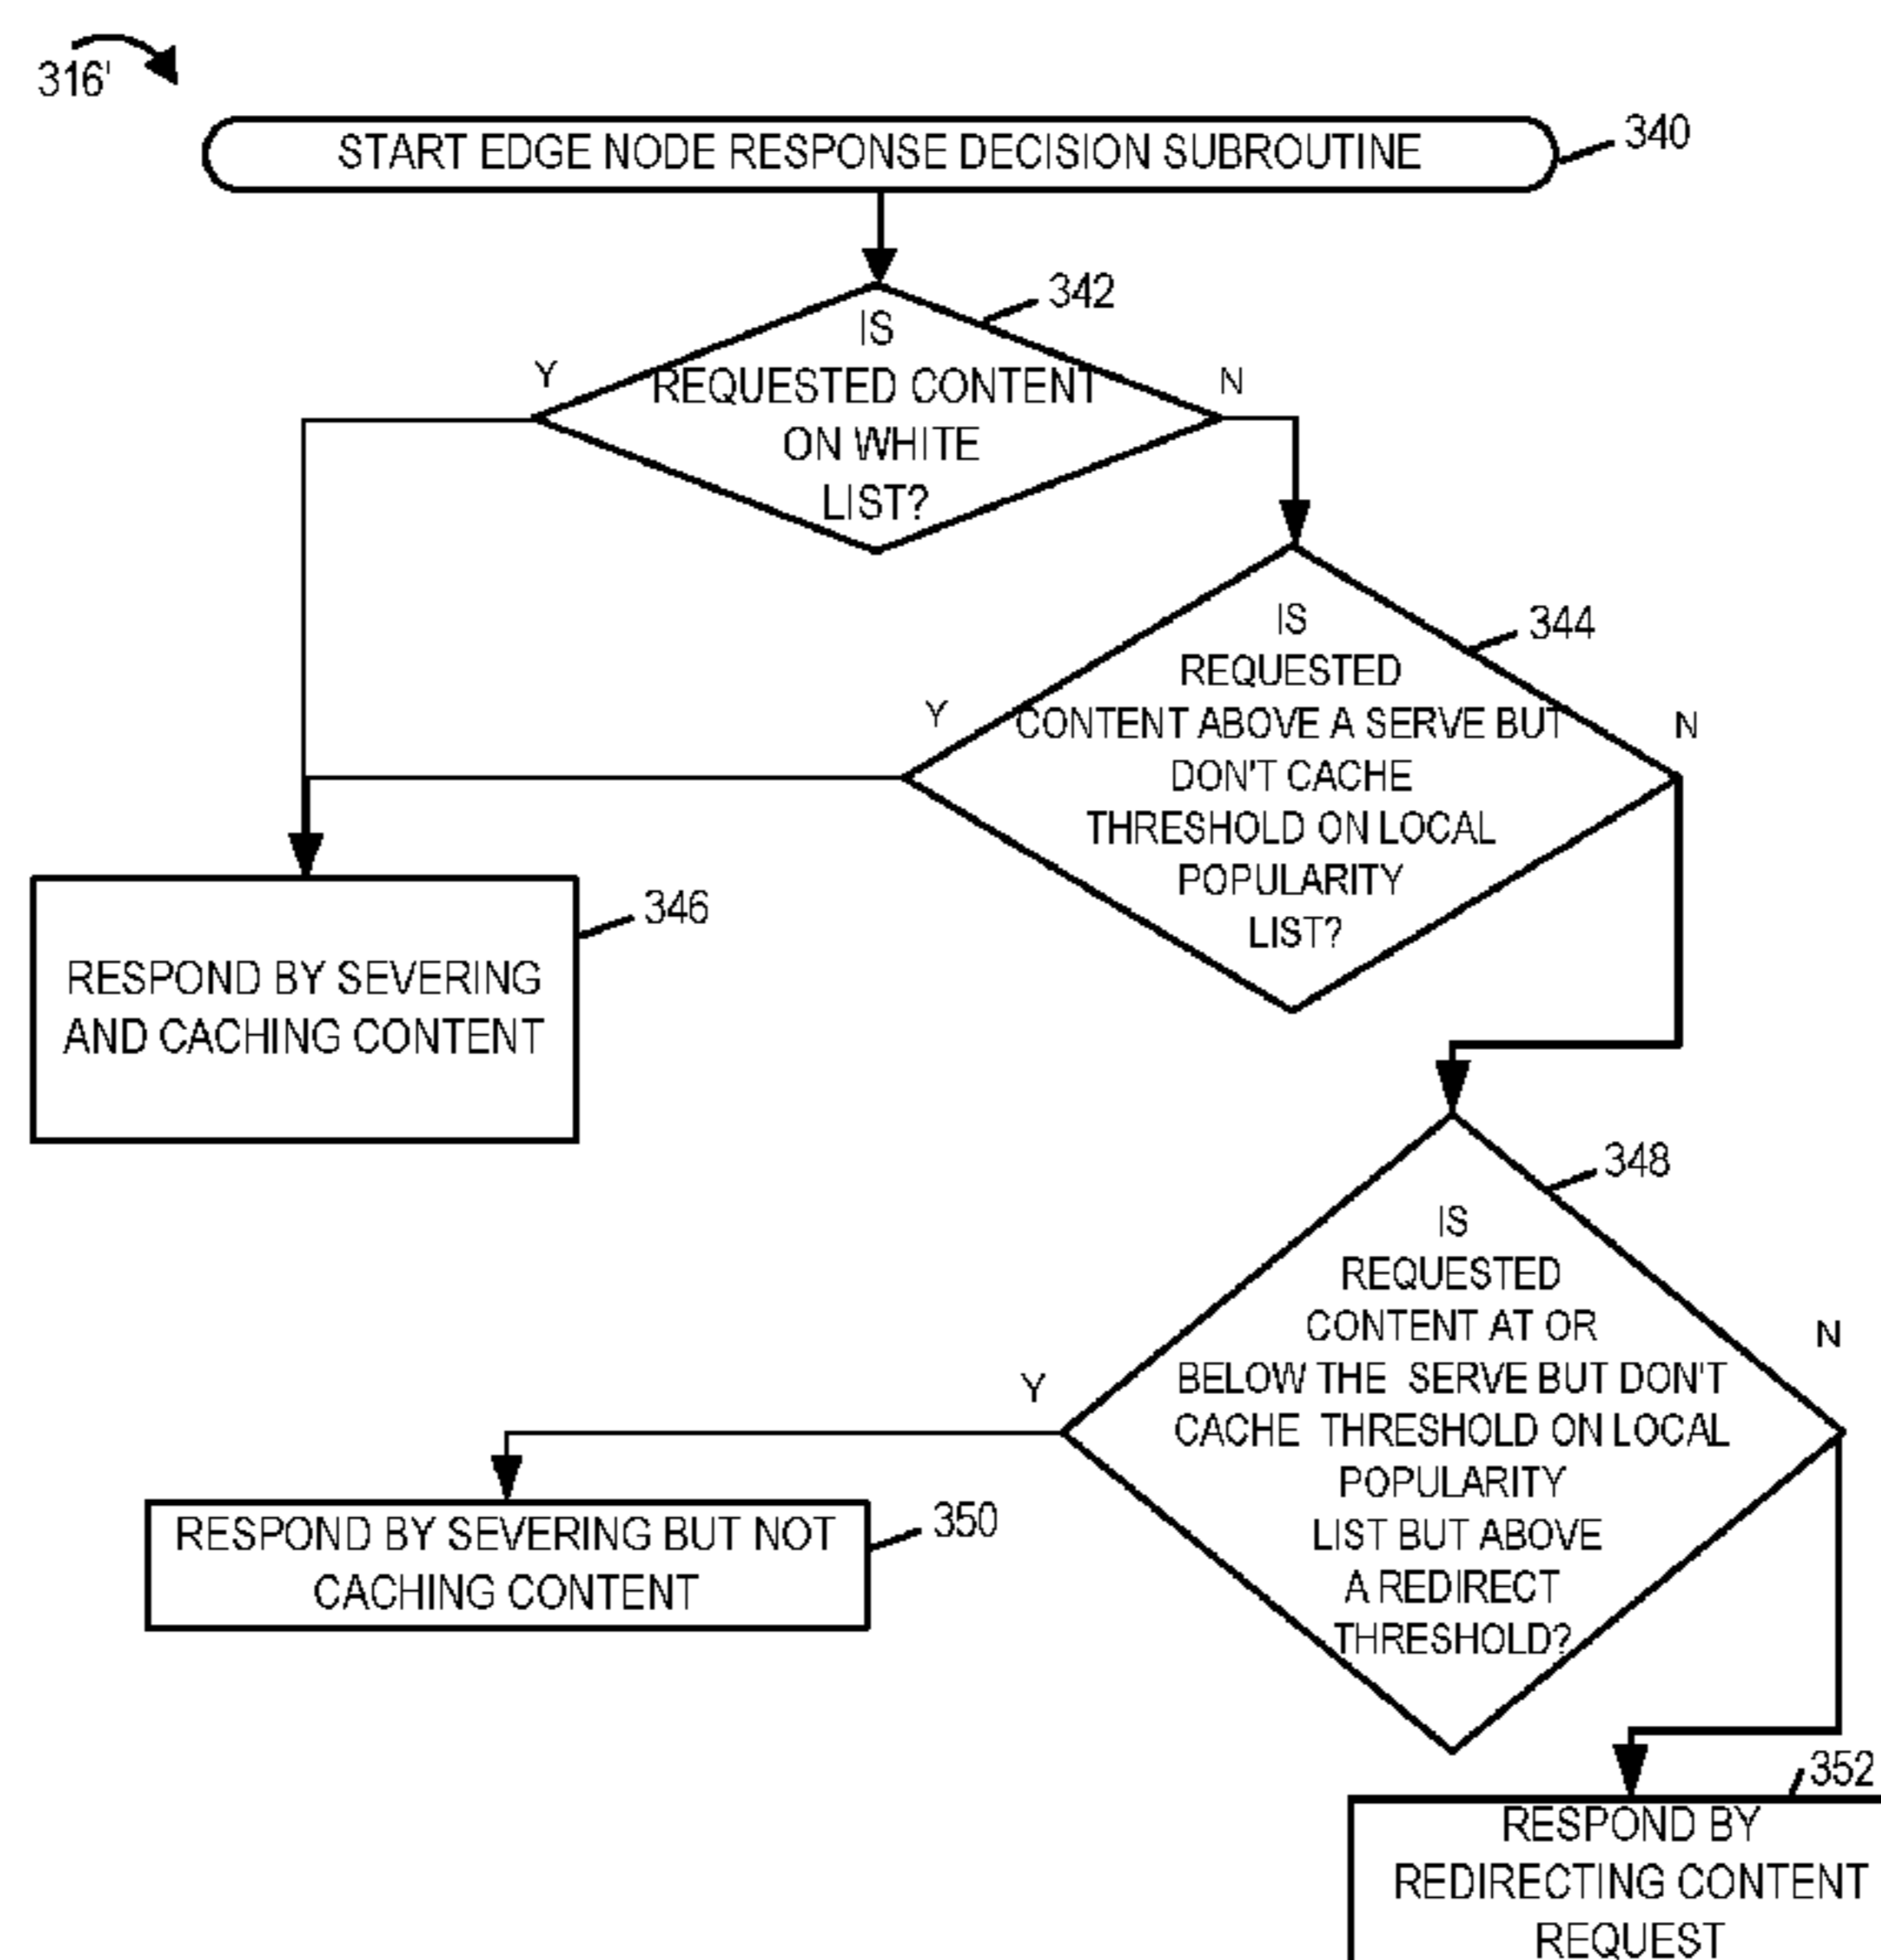 316'
START EDGE NODE RESPONSE DECISION SUBROUTINE
340
342
IS
REQUESTED CONTENT
ON WHITE
LIST?
Y
N
344
IS
REQUESTED
CONTENT ABOVE A SERVE BUT
DON'T CACHE
THRESHOLD ON LOCAL
POPULARITY
LIST?
Y
N
346
RESPOND BY SEVERING
AND CACHING CONTENT
348
IS
REQUESTED
CONTENT AT OR
BELOW THE SERVE BUT DON'T
CACHE THRESHOLD ON LOCAL
POPULARITY
LIST BUT ABOVE
A REDIRECT
THRESHOLD?
Y
N
350
RESPOND BY SEVERING BUT NOT
CACHING CONTENT
352
RESPOND BY
REDIRECTING CONTENT
REQUEST